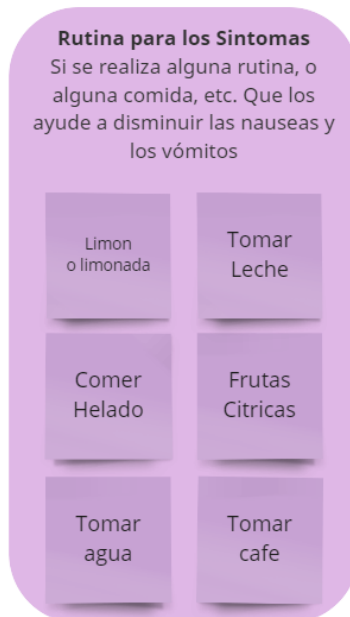 Rutina para los Sintomas
Si se realiza alguna rutina, o
alguna comida, etc. Que los
ayude a disminuir las nauseas y
los vómitos
Limon
o limonada
Tomar
Leche
Comer
Helado
Frutas
Citricas
Tomar
agua
Tomar
cafe